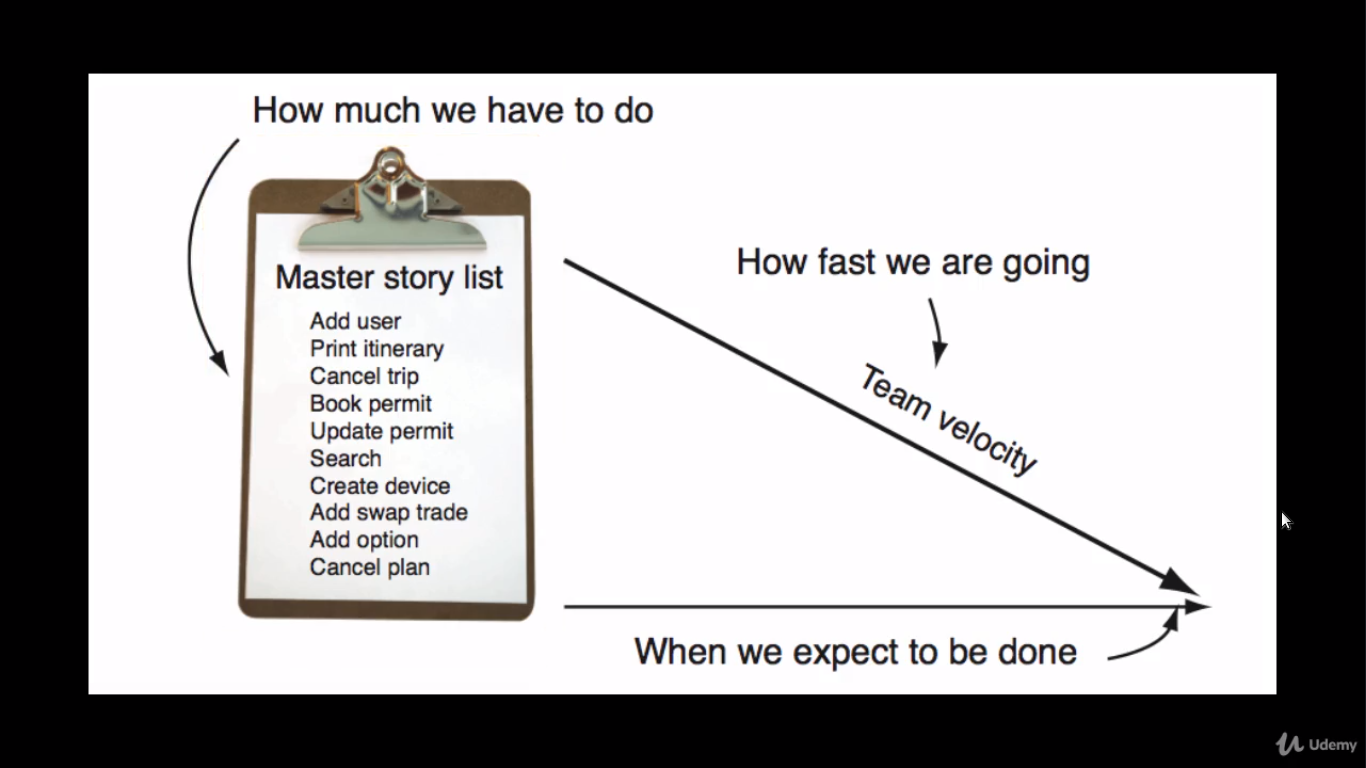 How much we have to do
Master story list
Add user
Print itinerary
Cancel trip
Book permit
Update permit
Search
Create device
Add swap trade
Add option
Cancel plan
How fast we are going
Team velocity
When we expect to be done
Udemy